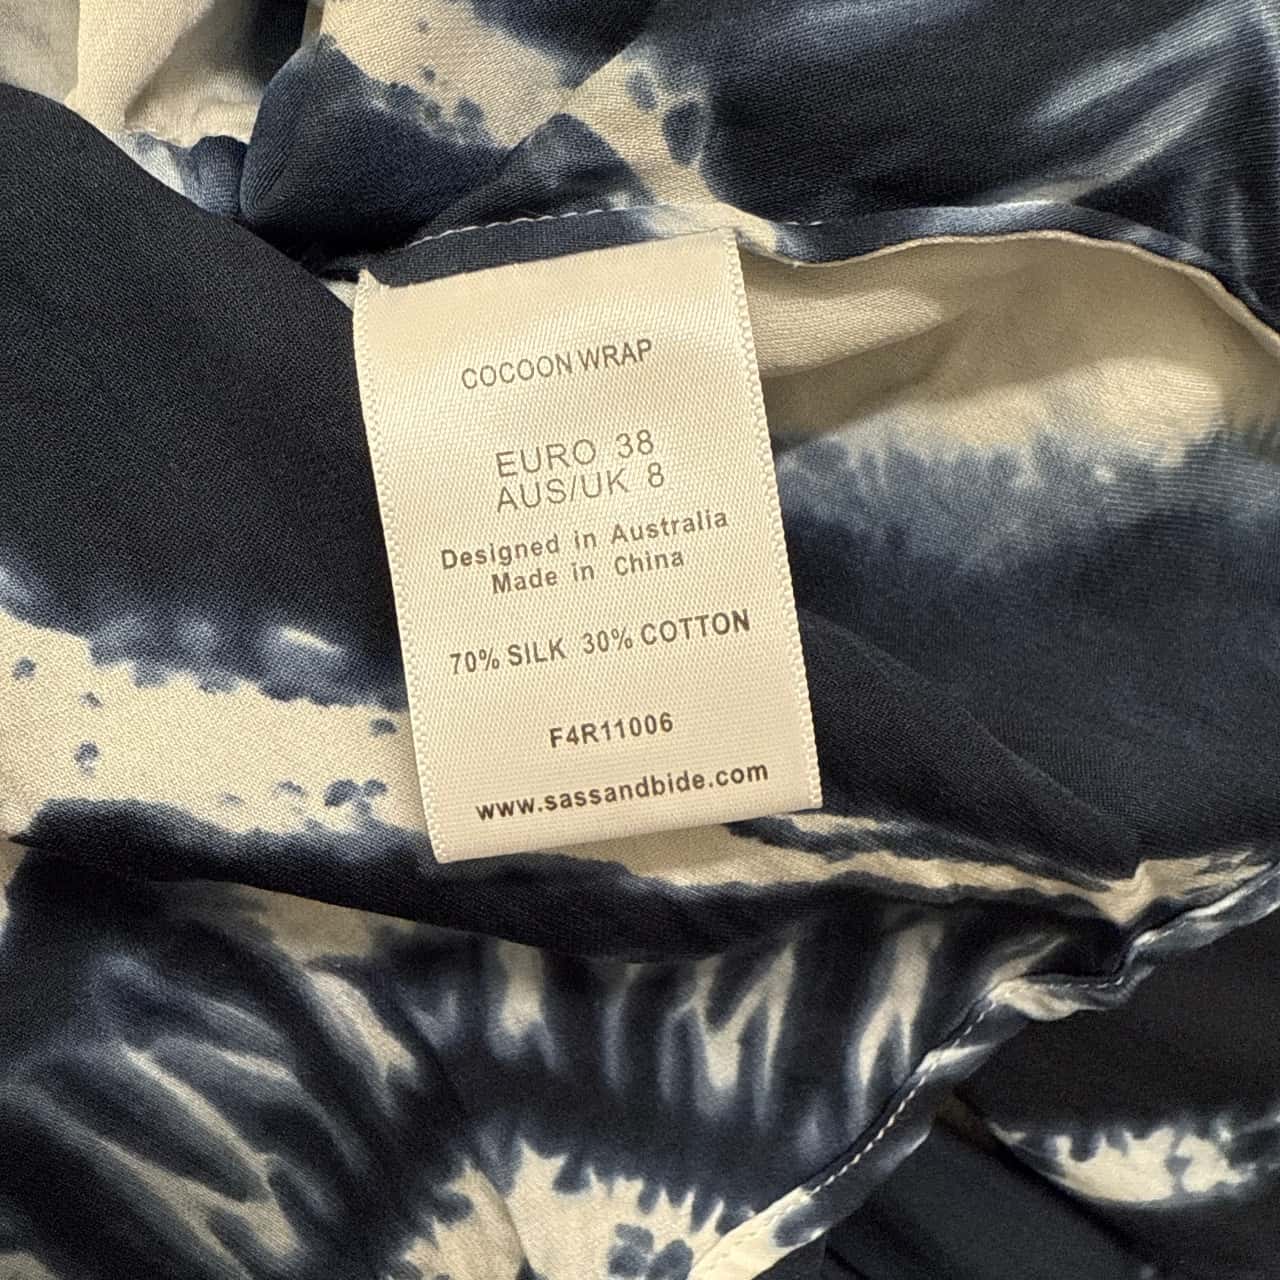 COCOON WRAP
EURO 38
AUS/UK 8
Designed in Australia
Made in China
70% SILK 30% COTTON
F4R11006
www.sassandbide.com